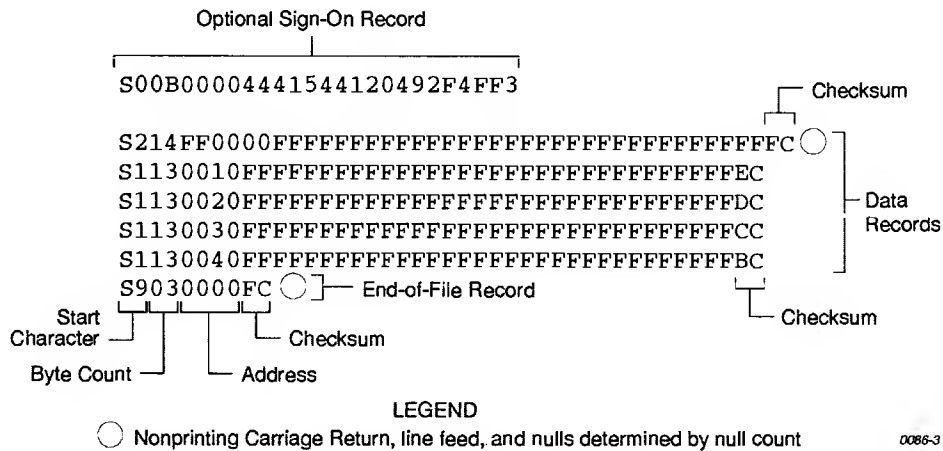 Optional Sign-On Record
S00B00004441544120492F4FF3
Checksum
S214FF0000FFFFFFFFFFFFFFFFFFFFFFFFFFFFFFFFFC
S1130010FFFFFFFFFFFFFFFFFFFFFFFFFFFFFFFFEC
S1130020FFFFFFFFFFFFFFFFFFFFFFFFFFFFFFFFDC
S1130030FFFFFFFFFFFFFFFFFFFFFFFFFFFFFFFFCC
S1130040FFFFFFFFFFFFFFFFFFFFFFFFFFFFFFFFBC
Data
Records
S9030000FC
End-of-File Record
Start
Character
Checksum
Checksum
Byte Count
Address
LEGEND
Nonprinting Carriage Return, line feed, and nulls determined by null count
0086-3